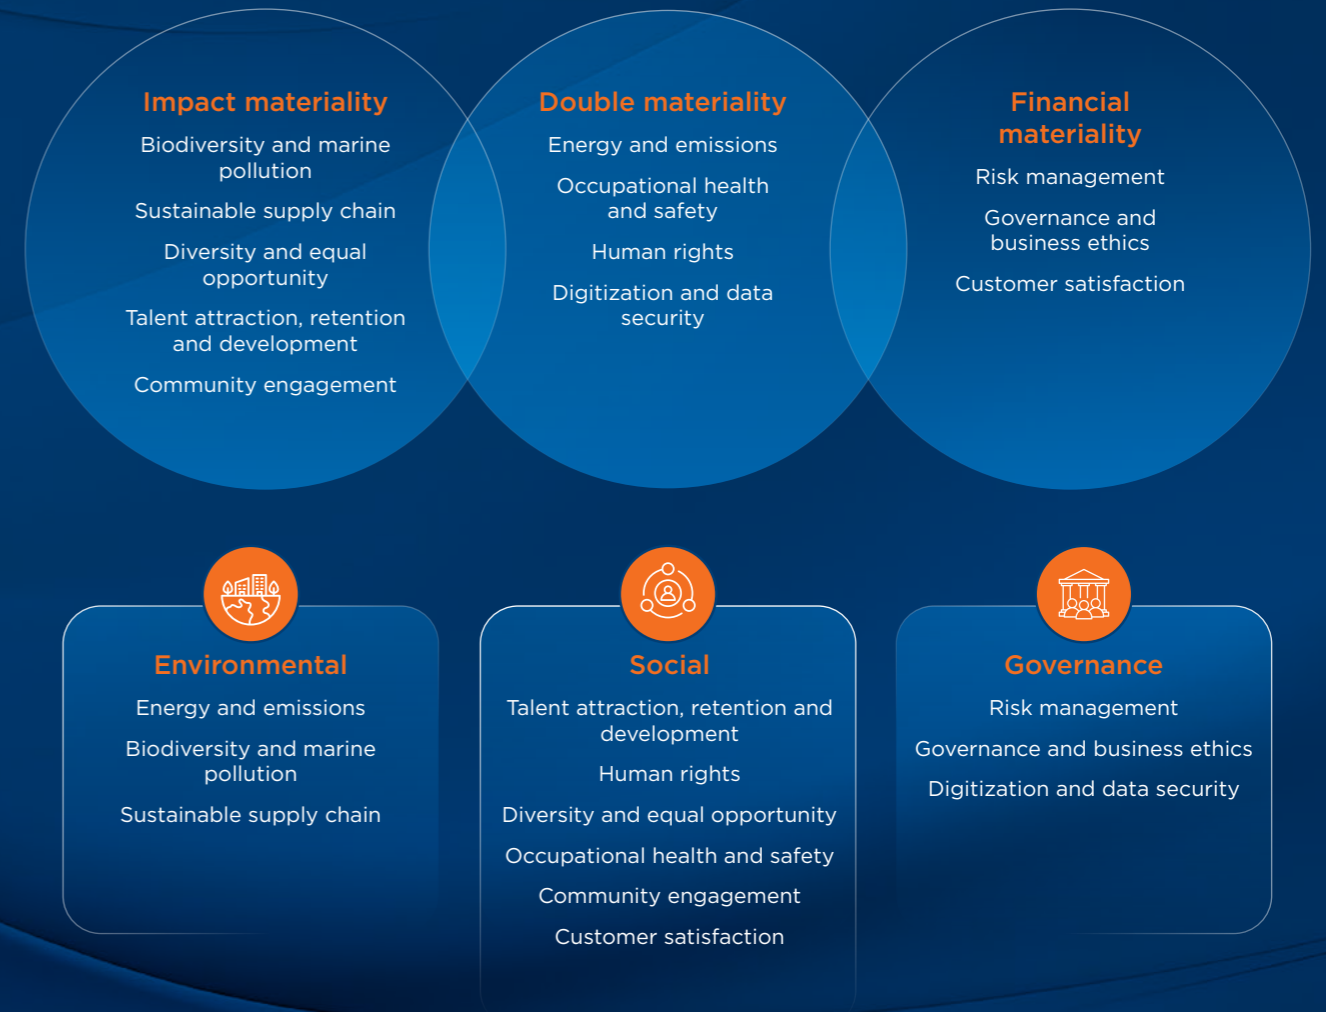 Impact materiality
Biodiversity and marine
pollution
Sustainable supply chain
Diversity and equal
opportunity
Talent attraction, retention
and development
Community engagement
Double materiality
Energy and emissions
Occupational health
and safety
Human rights
Digitization and data
security
Financial
materiality
Risk management
Governance and
business ethics
Customer satisfaction
Environmental
Energy and emissions
Biodiversity and marine
pollution
Sustainable supply chain
Social
Talent attraction, retention and
development
Human rights
Diversity and equal opportunity
Occupational health and safety
Community engagement
Customer satisfaction
Governance
Risk management
Governance and business ethics
Digitization and data security